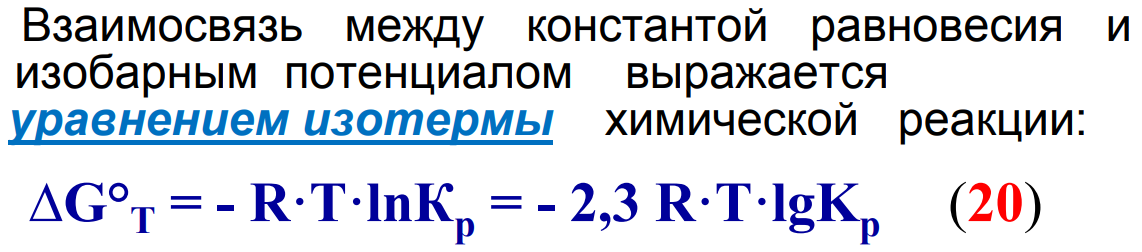 Взаимосвязь между константой равновесия и
изобарным потенциалом выражается
уравнением изотермы химической реакции:
ΔG°T = - R·T·lnKp = - 2,3 R·T·lgKp (20)